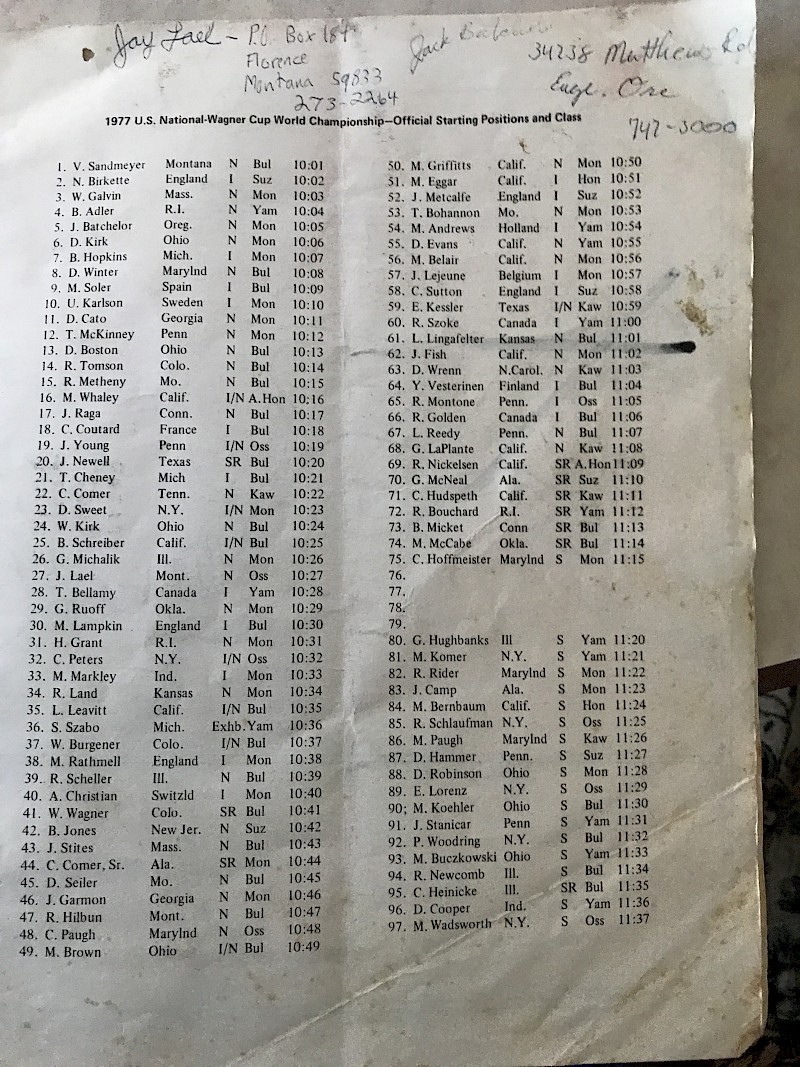 Jay Lael - P.O. Box 184
Florence
Montana 59833
273-2264
Jack
34238 Matthews Rd
Euge. Ore
747-3000
1977 U.S. National-Wagner Cup World Championship—Official Starting Positions and Class
1. V. Sandmeyer Montana N Bul 10:01
2. N. Birkette England I Suz 10:02
3. W. Galvin Mass. N Mon 10:03
4. B. Adler R.I. N Yam 10:04
5. J. Batchelor Oreg. N Mon 10:05
6. D. Kirk Ohio N Mon 10:06
7. B. Hopkins Mich. I Mon 10:07
8. D. Winter Marylnd N Bul 10:08
9. M. Soler Spain I Bul 10:09
10. U. Karlson Sweden I Mon 10:10
11. D. Cato Georgia N Mon 10:11
12. T. McKinney Penn N Mon 10:12
13. D. Boston Ohio N Bul 10:13
14. R. Tomson Colo. N Bul 10:14
15. R. Metheny Mo. N Bul 10:15
16. M. Whaley Calif. I/N A.Hon 10:16
17. J. Raga Conn. N Bul 10:17
18. C. Coutard France I Bul 10:18
19. J. Young Penn I/N Oss 10:19
20. J. Newell Texas SR Bul 10:20
21. T. Cheney Mich I Bul 10:21
22. C. Comer Tenn. N Kaw 10:22
23. D. Sweet N.Y. I/N Mon 10:23
24. W. Kirk Ohio N Bul 10:24
25. B. Schreiber Calif. I/N Bul 10:25
26. G. Michalik Ill. N Mon 10:26
27. J. Lael Mont. N Oss 10:27
28. T. Bellamy Canada I Yam 10:28
29. G. Ruoff Okla. N Mon 10:29
30. M. Lampkin England I Bul 10:30
31. H. Grant R.I. N Mon 10:31
32. C. Peters N.Y. I/N Oss 10:32
33. M. Markley Ind. I Mon 10:33
34. R. Land Kansas N Mon 10:34
35. L. Leavitt Calif. I/N Bul 10:35
36. S. Szabo Mich. Exhb. Yam 10:36
37. W. Burgener Colo. I/N Bul 10:37
38. M. Rathmell England I Mon 10:38
39. R. Scheller Ill. N Bul 10:39
40. A. Christian Switzld I Mon 10:40
41. W. Wagner Colo. SR Bul 10:41
42. B. Jones New Jer. N Suz 10:42
43. J. Stites Mass. N Bul 10:43
44. C. Comer, Sr. Ala. SR Mon 10:44
45. D. Seiler Mo. N Bul 10:45
46. J. Garmon Georgia N Mon 10:46
47. R. Hilbun Mont. N Bul 10:47
48. C. Paugh Marylnd N Oss 10:48
49. M. Brown Ohio I/N Bul 10:49
50. M. Griffitts Calif. N Mon 10:50
51. M. Eggar Calif. I Hon 10:51
52. J. Metcalfe England I Suz 10:52
53. T. Bohannon Mo. N Mon 10:53
54. M. Andrews Holland I Yam 10:54
55. D. Evans Calif. N Yam 10:55
56. M. Belair Calif. N Mon 10:56
57. J. Lejeune Belgium I Mon 10:57
58. C. Sutton England I Suz 10:58
59. E. Kessler Texas I/N Kaw 10:59
60. R. Szoke Canada I Yam 11:00
61. L. Lingafelter Kansas N Bul 11:01
62. J. Fish Calif. N Mon 11:02
63. D. Wrenn N.Carol. N Kaw 11:03
64. Y. Vesterinen Finland I Bul 11:04
65. R. Montone Penn. I Oss 11:05
66. R. Golden Canada I Bul 11:06
67. L. Reedy Penn. N Bul 11:07
68. G. LaPlante Calif. N Kaw 11:08
69. R. Nickelsen Calif. SR A.Hon 11:09
70. G. McNeal Ala. SR Suz 11:10
71. C. Hudspeth Calif. SR Kaw 11:11
72. R. Bouchard R.I. SR Yam 11:12
73. B. Micket Conn SR Bul 11:13
74. M. McCabe Okla. SR Bul 11:14
75. C. Hoffmeister Marylnd S Mon 11:15
76.
77.
78.
79.
80. G. Hughbanks Ill S Yam 11:20
81. M. Komer N.Y. S Yam 11:21
82. R. Rider Marylnd S Mon 11:22
83. J. Camp Ala. S Mon 11:23
84. M. Bernbaum Calif. S Hon 11:24
85. R. Schlaufman N.Y. S Oss 11:25
86. M. Paugh Marylnd S Kaw 11:26
87. D. Hammer Penn. S Suz 11:27
88. D. Robinson Ohio S Mon 11:28
89. E. Lorenz N.Y. S Oss 11:29
90; M. Koehler Ohio S Bul 11:30
91. J. Stanicar Penn S Yam 11:31
92. P. Woodring N.Y. S Bul 11:32
93. M. Buczkowski Ohio S Yam 11:33
94. R. Newcomb Ill. S Bul 11:34
95. C. Heinicke Ill. SR Bul 11:35
96. D. Cooper Ind. S Yam 11:36
97. M. Wadsworth N.Y. S Oss 11:37